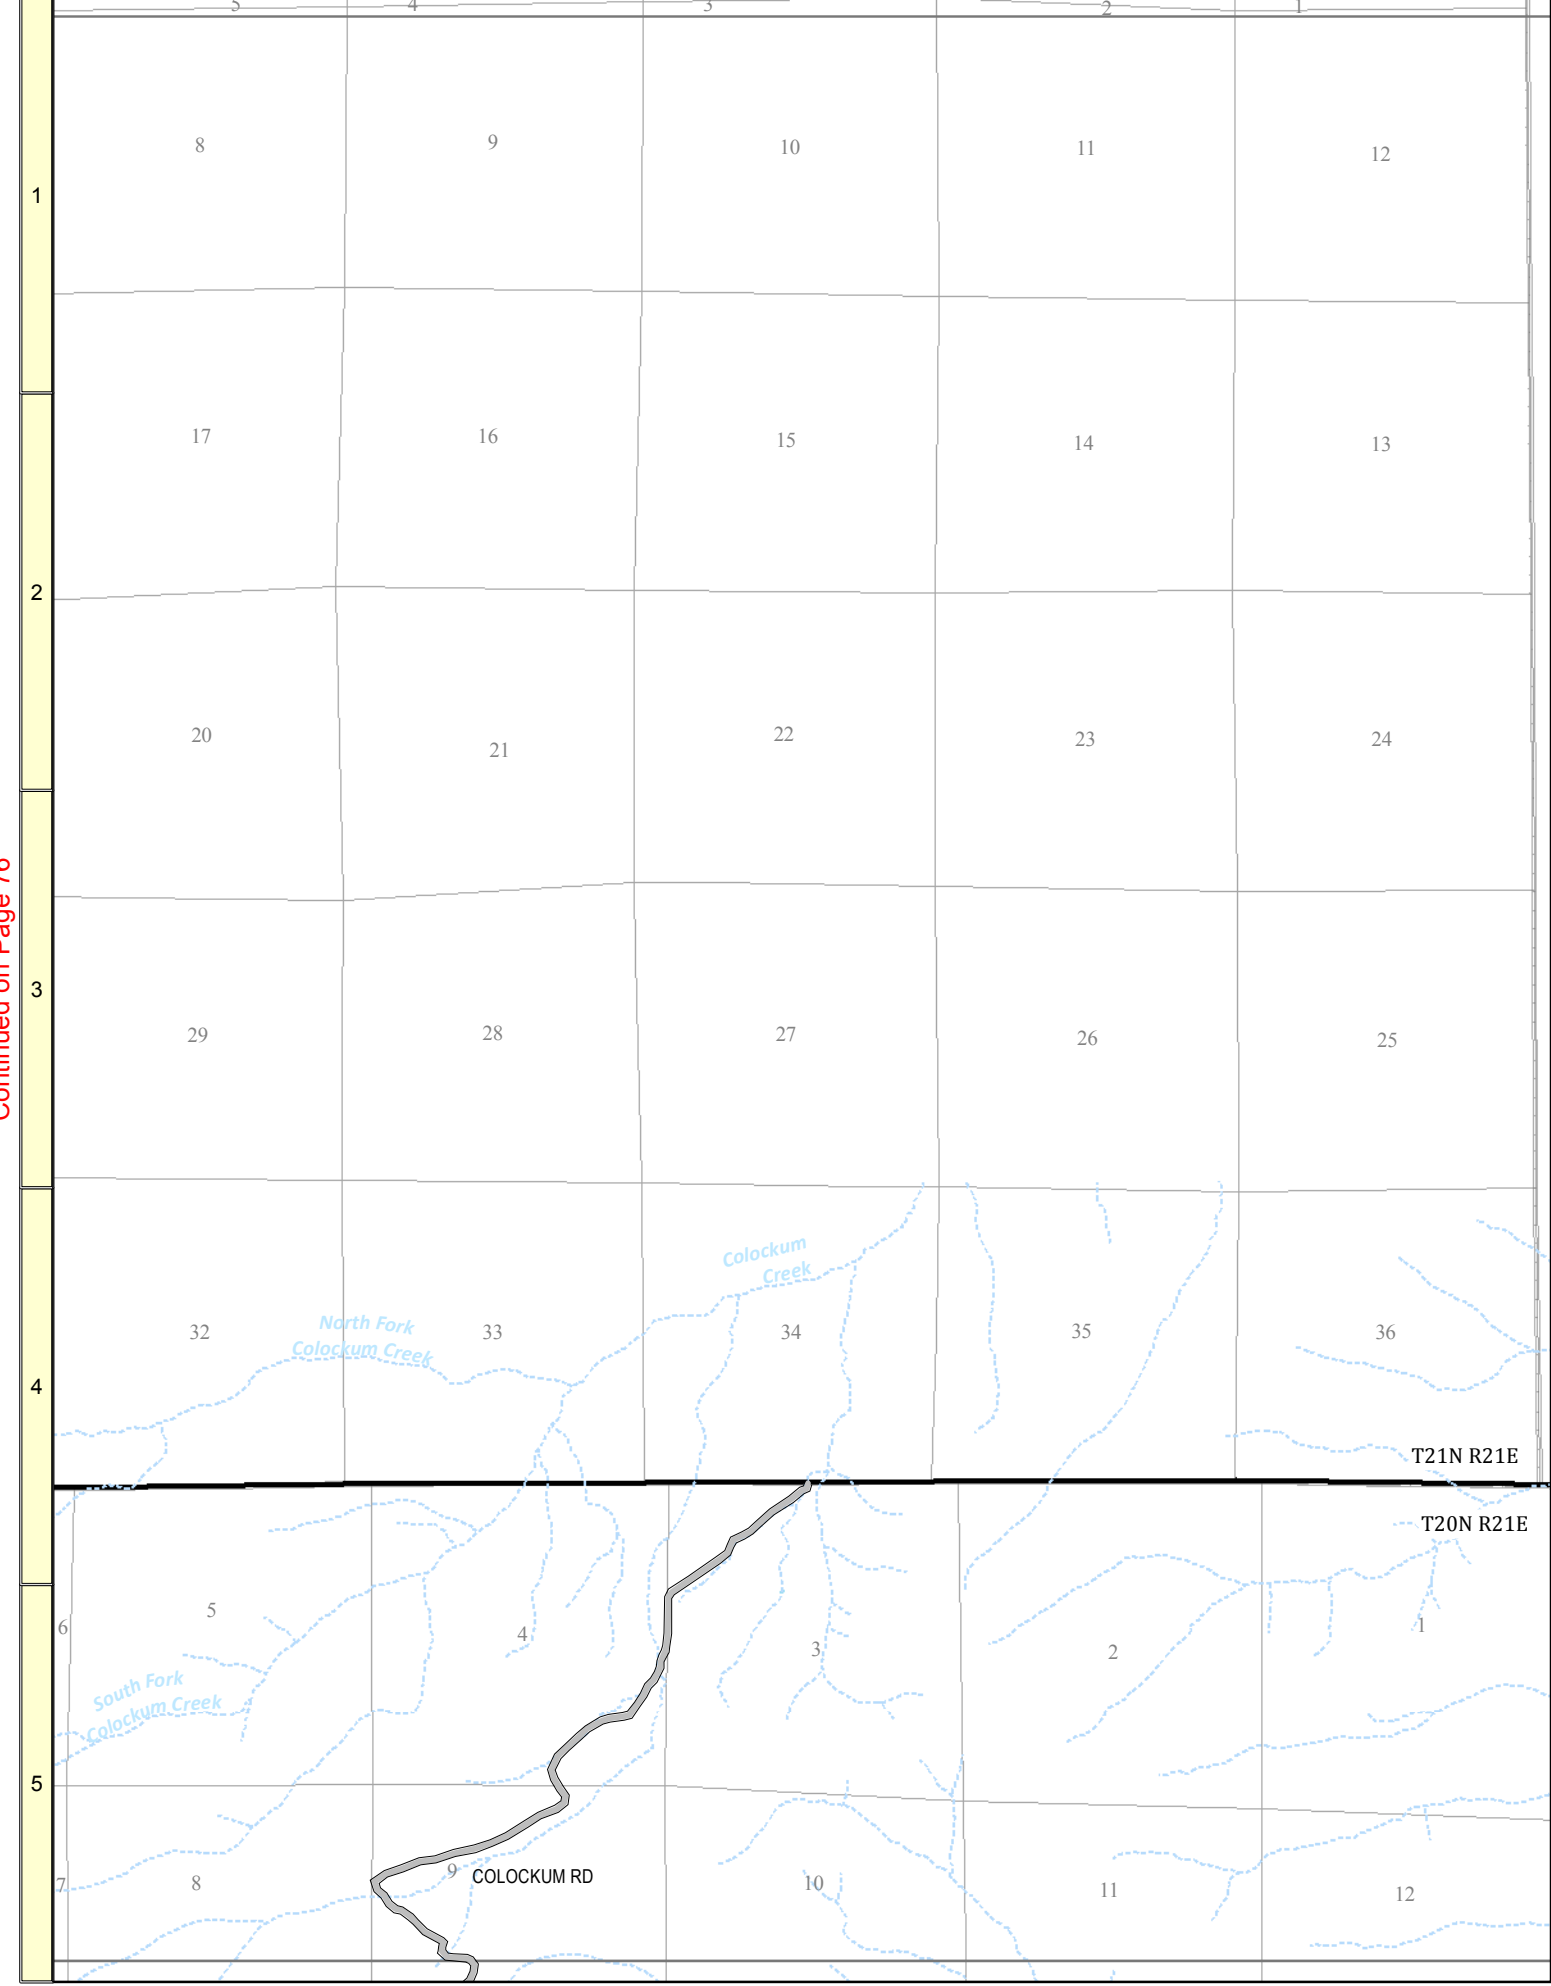 5 4 3 2 1
8 9 10 11 12
1
17 16 15 14 13
2
20 21 22 23 24
Continued on Page 76
3
29 28 27 26 25
Colockum
Creek
North Fork
Colockum Creek
32 33 34 35 36
4
T21N R21E
T20N R21E
6 5 4 3 2 1
South Fork
Colockum Creek
5
7 8 9 10 11 12
COLOCKUM RD